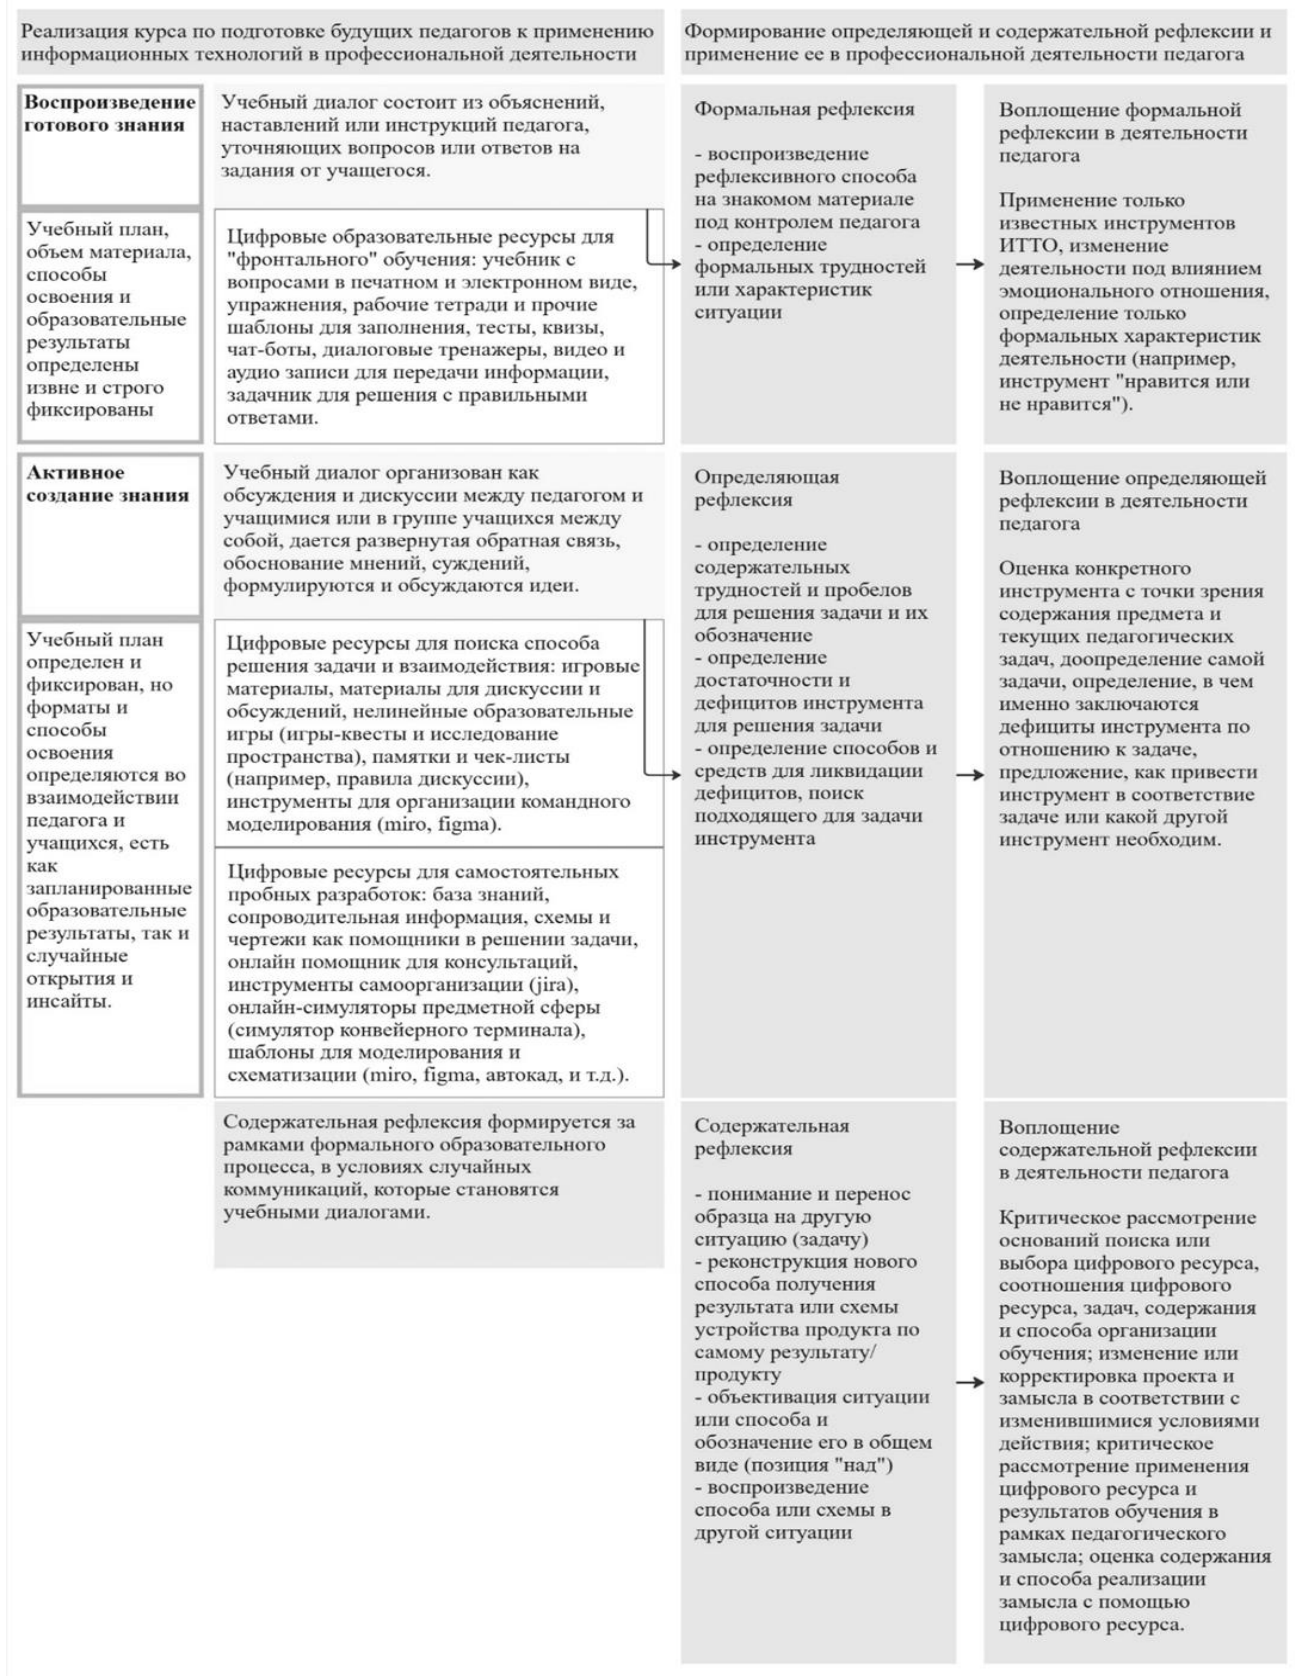 Реализация курса по подготовке будущих педагогов к применению
информационных технологий в профессиональной деятельности
Формирование определяющей и содержательной рефлексии и
применение ее в профессиональной деятельности педагога
Воспроизведение
готового знания
Учебный план,
объем материала,
способы
освоения и
образовательные
результаты
определены
извне и строго
фиксированы
Учебный диалог состоит из объяснений,
наставлений или инструкций педагога,
уточняющих вопросов или ответов на
задания от учащегося.
Цифровые образовательные ресурсы для
"фронтального" обучения: учебник с
вопросами в печатном и электронном виде,
упражнения, рабочие тетради и прочие
шаблоны для заполнения, тесты, квизы,
чат-боты, диалоговые тренажеры, видео и
аудио записи для передачи информации,
задачник для решения с правильными
ответами.
Формальная рефлексия
- воспроизведение
рефлексивного способа
на знакомом материале
под контролем педагога
- определение
формальных трудностей
или характеристик
ситуации
Воплощение формальной
рефлексии в деятельности
педагога
Применение только
известных инструментов
ИТТО, изменение
деятельности под влиянием
эмоционального отношения,
определение только
формальных характеристик
деятельности (например,
инструмент "нравится или
не нравится").
Активное
создание знания
Учебный план
определен и
фиксирован, но
форматы и
способы
освоения
определяются во
взаимодействии
педагога и
учащихся, есть
как
запланированные
образовательные
результаты, так и
случайные
открытия и
инсайты.
Учебный диалог организован как
обсуждения и дискуссии между педагогом и
учащимися или в группе учащихся между
собой, дается развернутая обратная связь,
обоснование мнений, суждений,
формулируются и обсуждаются идеи.
Цифровые ресурсы для поиска способа
решения задачи и взаимодействия: игровые
материалы, материалы для дискуссии и
обсуждений, нелинейные образовательные
игры (игры-квесты и исследование
пространства), памятки и чек-листы
(например, правила дискуссии),
инструменты для организации командного
моделирования (miro, figma).
Цифровые ресурсы для самостоятельных
пробных разработок: база знаний,
сопроводительная информация, схемы и
чертежи как помощники в решении задачи,
онлайн помощник для консультаций,
инструменты самоорганизации (jira),
онлайн-симуляторы предметной сферы
(симулятор конвейерного терминала),
шаблоны для моделирования и
схематизации (miro, figma, автокад, и т.д.).
Определяющая
рефлексия
- определение
содержательных
трудностей и пробелов
для решения задачи и их
обозначение
- определение
достаточности и
дефицитов инструмента
для решения задачи
- определение способов и
средств для ликвидации
дефицитов, поиск
подходящего для задачи
инструмента
Воплощение определяющей
рефлексии в деятельности
педагога
Оценка конкретного
инструмента с точки зрения
содержания предмета и
текущих педагогических
задач, доопределение самой
задачи, определение, в чем
именно заключаются
дефициты инструмента по
отношению к задаче,
предложение, как привести
инструмент в соответствие
задаче или какой другой
инструмент необходим.
Содержательная рефлексия формируется за
рамками формального образовательного
процесса, в условиях случайных
коммуникаций, которые становятся
учебными диалогами.
Содержательная
рефлексия
- понимание и перенос
образца на другую
ситуацию (задачу)
- реконструкция нового
способа получения
результата или схемы
устройства продукта по
самому результату/
продукту
- объективация ситуации
или способа и
обозначение его в общем
виде (позиция "над")
- воспроизведение
способа или схемы в
другой ситуации
Воплощение
содержательной рефлексии
в деятельности педагога
Критическое рассмотрение
оснований поиска или
выбора цифрового ресурса,
соотношения цифрового
ресурса, задач, содержания
и способа организации
обучения; изменение или
корректировка проекта и
замысла в соответствии с
изменившимися условиями
действия; критическое
рассмотрение применения
цифрового ресурса и
результатов обучения в
рамках педагогического
замысла; оценка содержания
и способа реализации
замысла с помощью
цифрового ресурса.